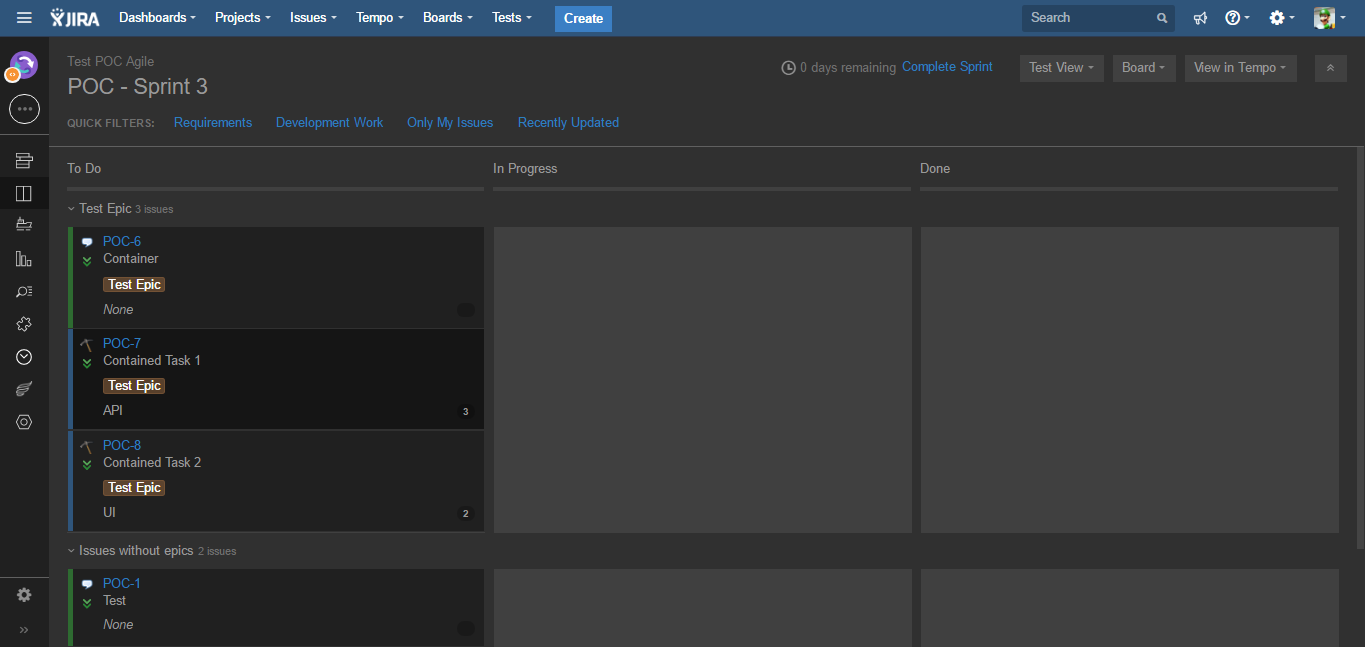 JIRA Dashboards Projects Issues Tempo Boards Tests Create Search
Test POC Agile
POC - Sprint 3
0 days remaining Complete Sprint Test View Board View in Tempo
QUICK FILTERS: Requirements Development Work Only My Issues Recently Updated
To Do In Progress Done
Test Epic 3 issues
POC-6
Container
Test Epic
None
POC-7
Contained Task 1
Test Epic
API 3
POC-8
Contained Task 2
Test Epic
UI 2
Issues without epics 2 issues
POC-1
Test
None